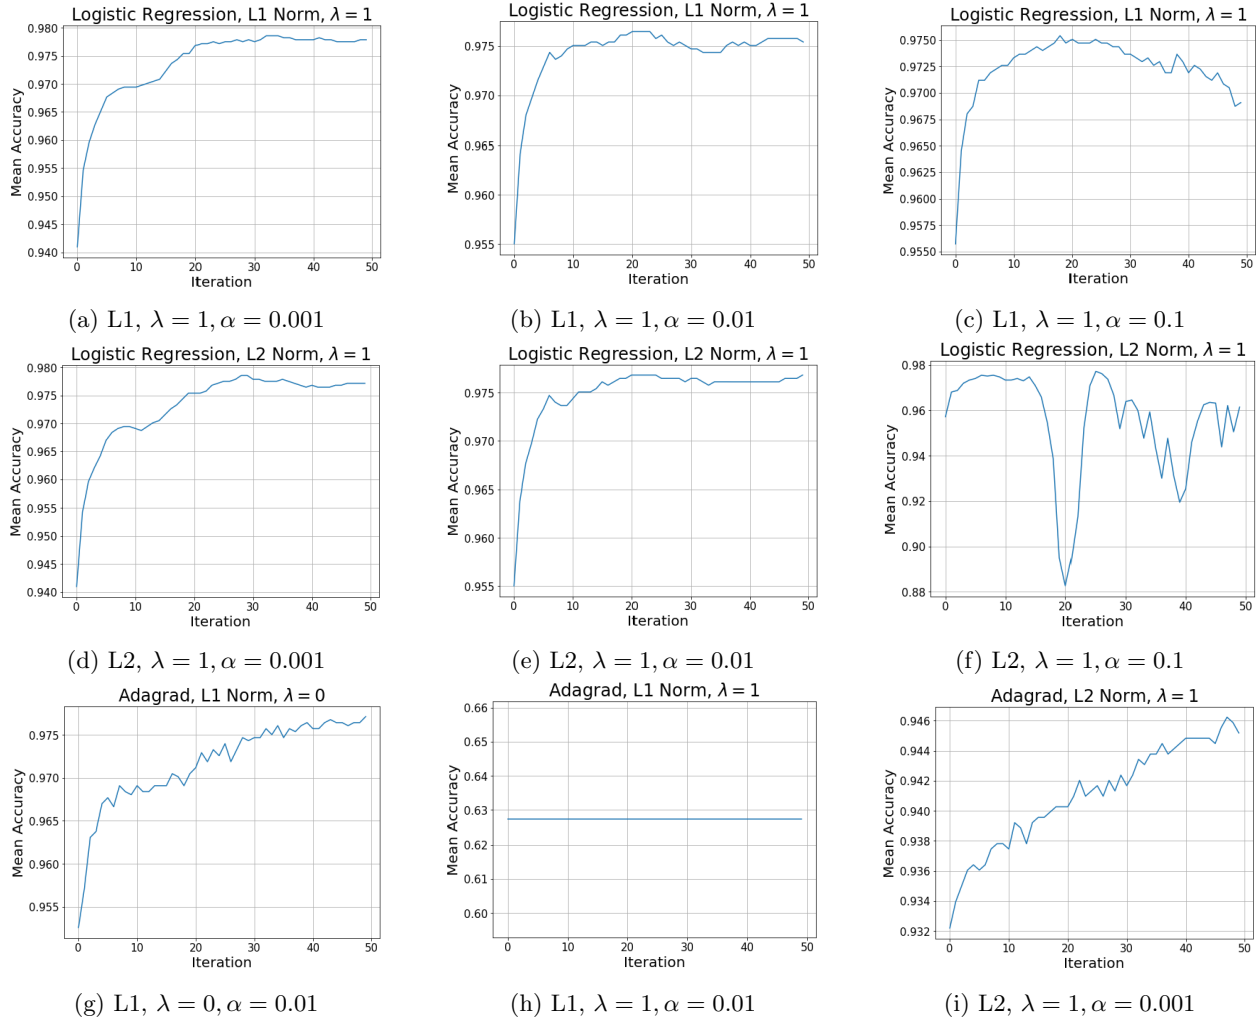 Logistic Regression, L1 Norm, λ = 1
Mean Accuracy
0.980
0.975
0.970
0.965
0.960
0.955
0.950
0.945
0.940
0 10 20 30 40 50
Iteration
(a) L1, λ = 1, α = 0.001
Logistic Regression, L1 Norm, λ = 1
Mean Accuracy
0.975
0.970
0.965
0.960
0.955
0 10 20 30 40 50
Iteration
(b) L1, λ = 1, α = 0.01
Logistic Regression, L1 Norm, λ = 1
Mean Accuracy
0.9750
0.9725
0.9700
0.9675
0.9650
0.9625
0.9600
0.9575
0.9550
0 10 20 30 40 50
Iteration
(c) L1, λ = 1, α = 0.1
Logistic Regression, L2 Norm, λ = 1
Mean Accuracy
0.980
0.975
0.970
0.965
0.960
0.955
0.950
0.945
0.940
0 10 20 30 40 50
Iteration
(d) L2, λ = 1, α = 0.001
Logistic Regression, L2 Norm, λ = 1
Mean Accuracy
0.975
0.970
0.965
0.960
0.955
0 10 20 30 40 50
Iteration
(e) L2, λ = 1, α = 0.01
Logistic Regression, L2 Norm, λ = 1
Mean Accuracy
0.98
0.96
0.94
0.92
0.90
0.88
0 10 20 30 40 50
Iteration
(f) L2, λ = 1, α = 0.1
Adagrad, L1 Norm, λ = 0
Mean Accuracy
0.975
0.970
0.965
0.960
0.955
0 10 20 30 40 50
Iteration
(g) L1, λ = 0, α = 0.01
Adagrad, L1 Norm, λ = 1
Mean Accuracy
0.66
0.65
0.64
0.63
0.62
0.61
0.60
0 10 20 30 40 50
Iteration
(h) L1, λ = 1, α = 0.01
Adagrad, L2 Norm, λ = 1
Mean Accuracy
0.946
0.944
0.942
0.940
0.938
0.936
0.934
0.932
0 10 20 30 40 50
Iteration
(i) L2, λ = 1, α = 0.001